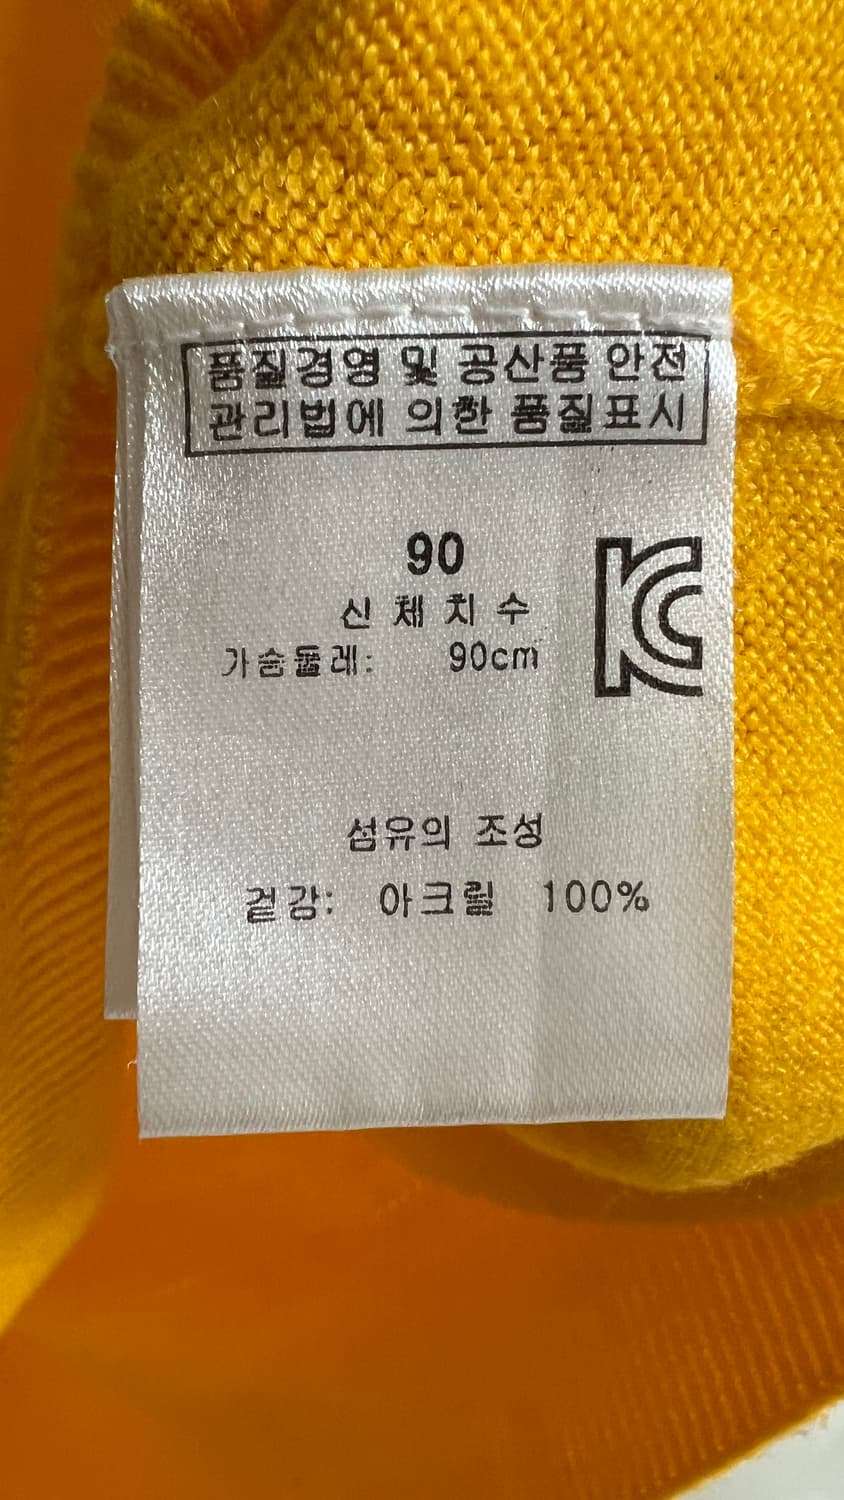 품질경영 및 공산품 안전
관리법에 의한 품질표시
90
신체치수
가슴둘레: 90cm
KC
섬유의 조성
겉감: 아크릴 100%